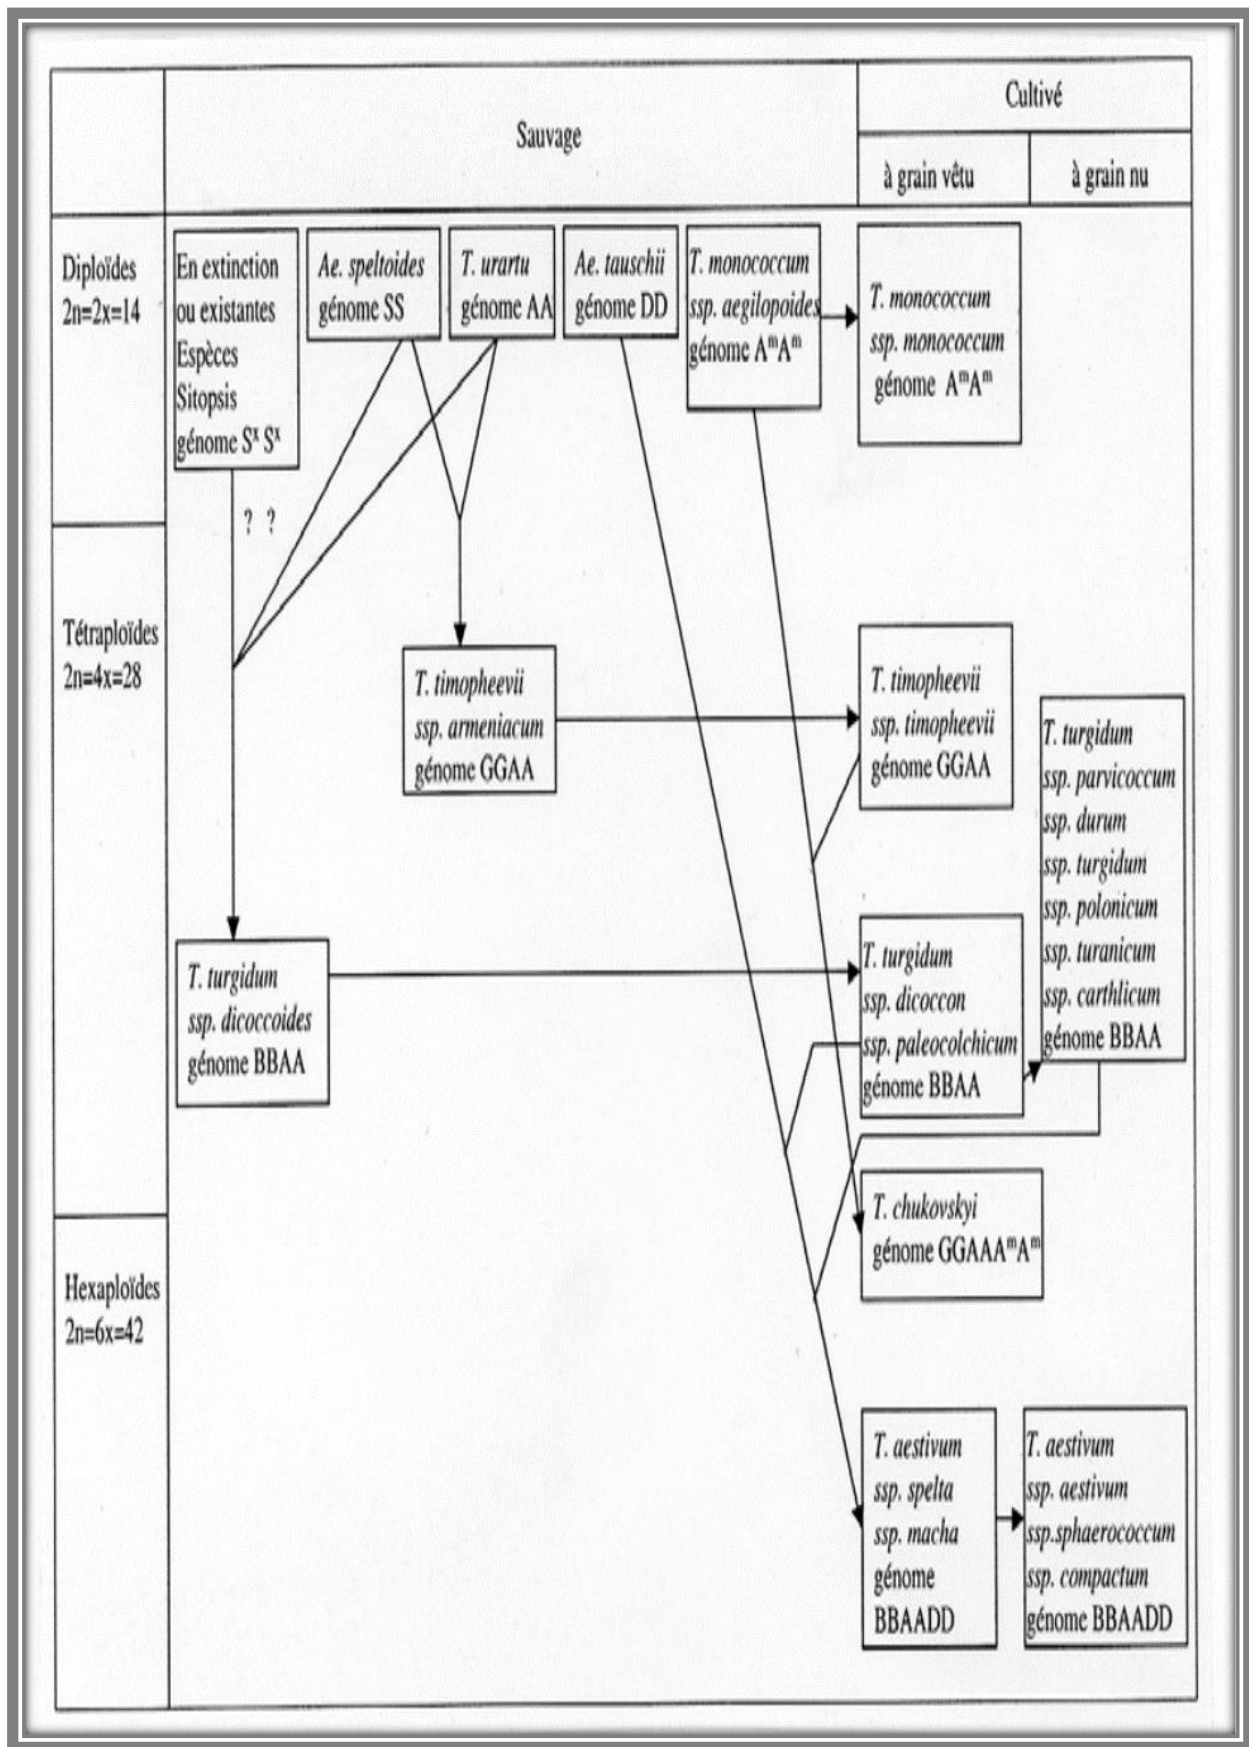 Sauvage
Cultivé
à grain vêtu
à grain nu
Diploïdes
2n=2x=14
En extinction
ou existantes
Espèces
Sitopsis
génome Sˣ Sˣ
? ?
Ae. speltoides
génome SS
T. urartu
génome AA
Ae. tauschii
génome DD
T. monococcum
ssp. aegilopoides
génome AᵐAᵐ
T. monococcum
ssp. monococcum
génome AᵐAᵐ
Tétraploïdes
2n=4x=28
T. timopheevii
ssp. armeniacum
génome GGAA
T. timopheevii
ssp. timopheevii
génome GGAA
T. turgidum
ssp. parvicoccum
ssp. durum
ssp. turgidum
ssp. polonicum
ssp. turanicum
ssp. carthlicum
génome BBAA
T. turgidum
ssp. dicoccoides
génome BBAA
T. turgidum
ssp. dicoccon
ssp. paleocolchicum
génome BBAA
Hexaploïdes
2n=6x=42
T. chukovskyi
génome GGAAAᵐAᵐ
T. aestivum
ssp. spelta
ssp. macha
génome
BBAADD
T. aestivum
ssp. aestivum
ssp.sphaerococcum
ssp. compactum
génome BBAADD